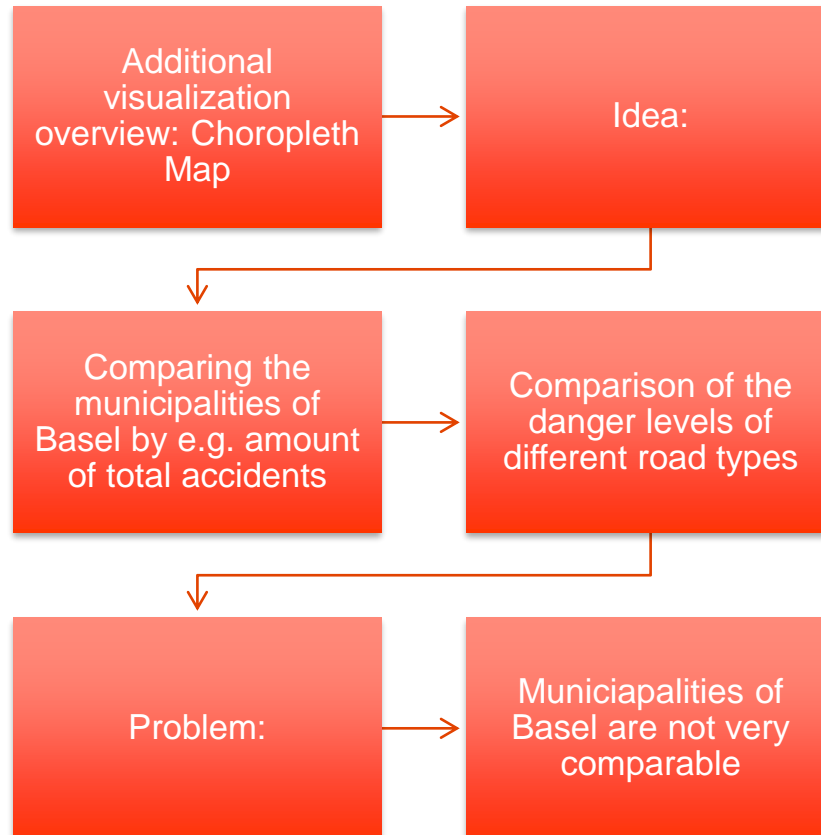 Additional
visualization
overview: Choropleth
Map
Idea:
Comparing the
municipalities of
Basel by e.g. amount
of total accidents
Comparison of the
danger levels of
different road types
Problem:
Municiapalities of
Basel are not very
comparable